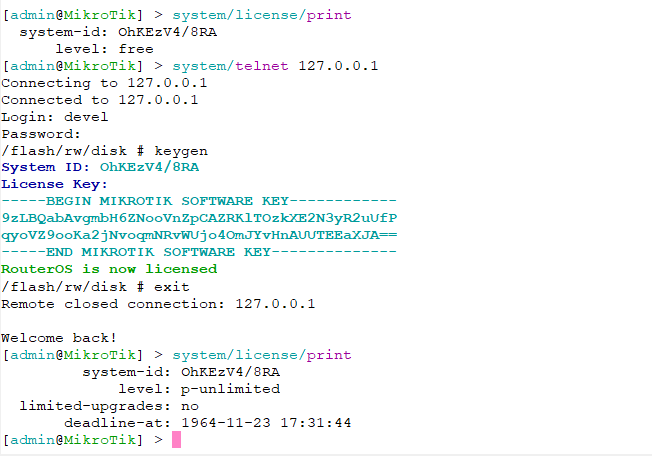 [admin@MikroTik] > system/license/print
system-id: OhKEzV4/8RA
level: free
[admin@MikroTik] > system/telnet 127.0.0.1
Connecting to 127.0.0.1
Connected to 127.0.0.1
Login: devel
Password:
/flash/rw/disk # keygen
System ID: OhKEzV4/8RA
License Key:
-----BEGIN MIKROTIK SOFTWARE KEY------------
9zLBQabAvgmbH6ZNooVnZpCAZRKlTOzkXE2N3yR2uUfP
qyoVZ9ooKa2jNvoqmNRvWUjo4OmJYvHnAUUTEEaXJA==
-----END MIKROTIK SOFTWARE KEY--------------
RouterOS is now licensed
/flash/rw/disk # exit
Remote closed connection: 127.0.0.1
Welcome back!
[admin@MikroTik] > system/license/print
system-id: OhKEzV4/8RA
level: p-unlimited
limited-upgrades: no
deadline-at: 1964-11-23 17:31:44
[admin@MikroTik] >